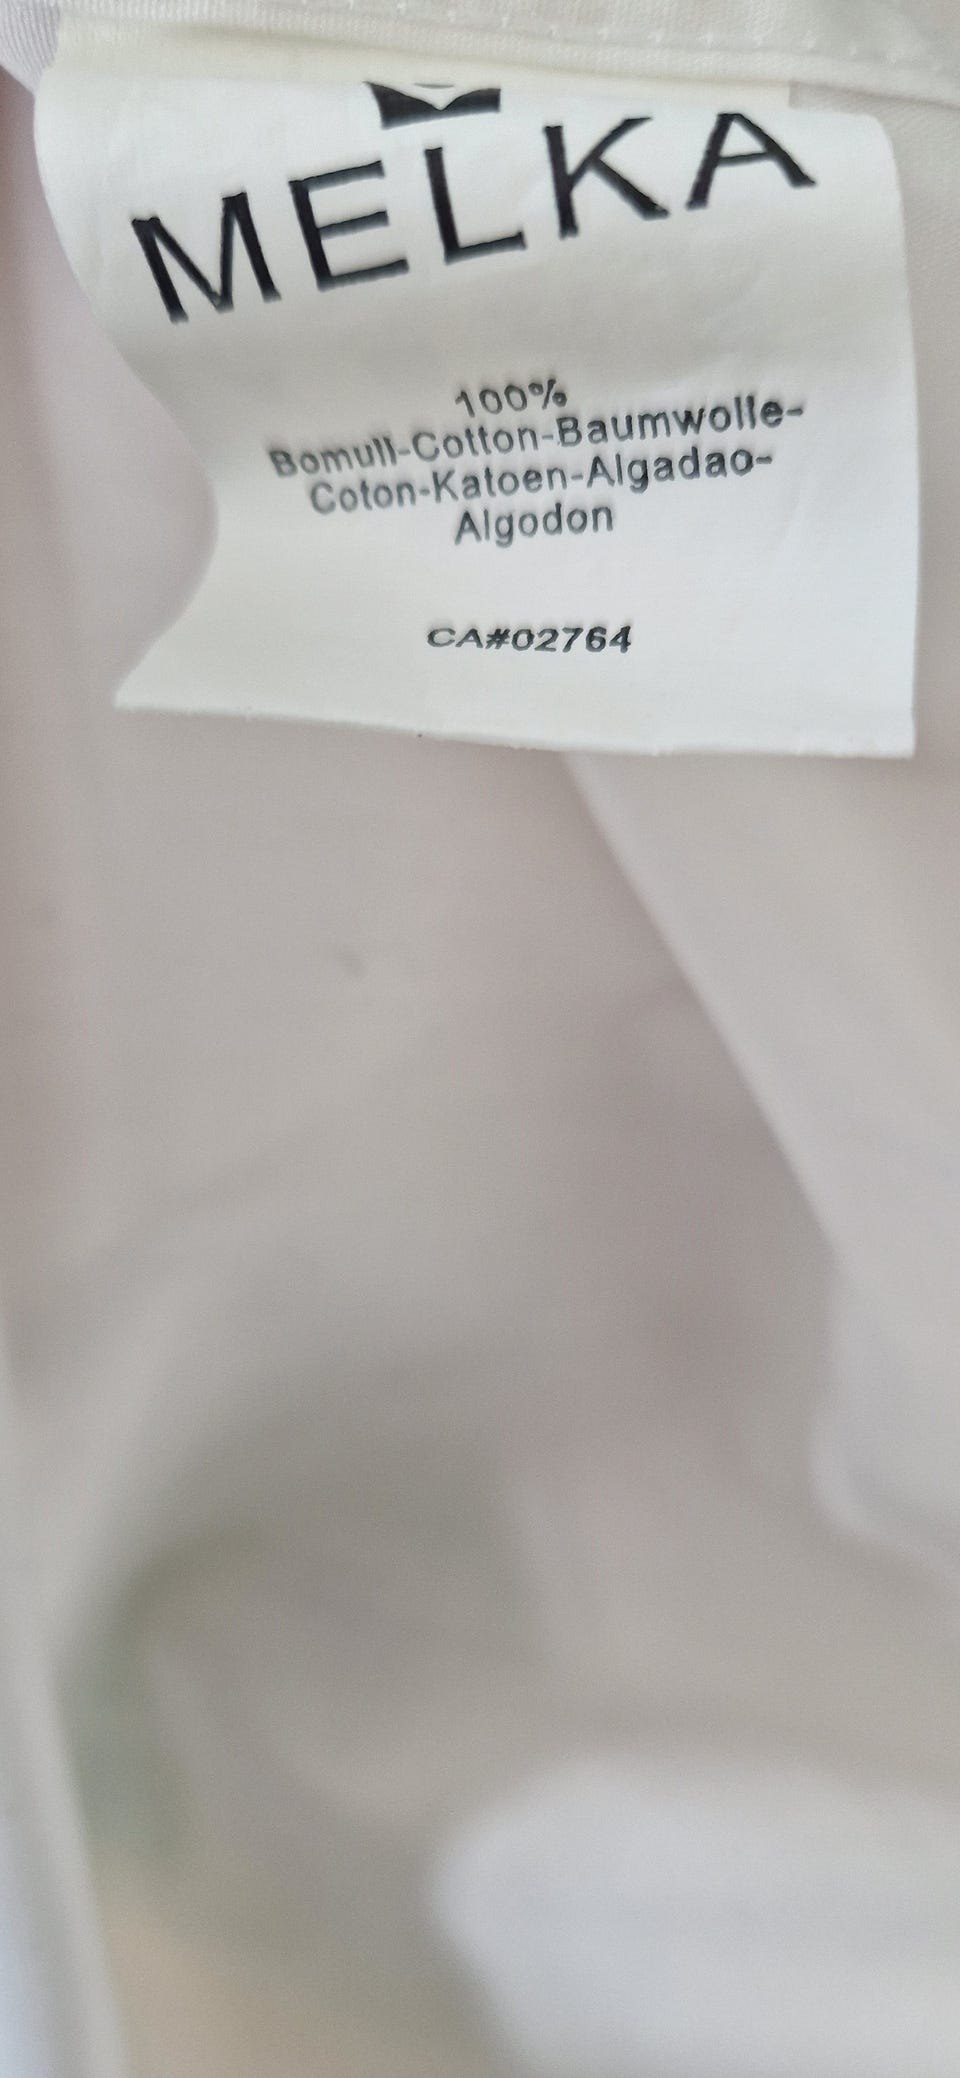 MELKA
100%
Bomull-Cotton-Baumwolle-
Coton-Katoen-Algadao-
Algodon
CA#02764